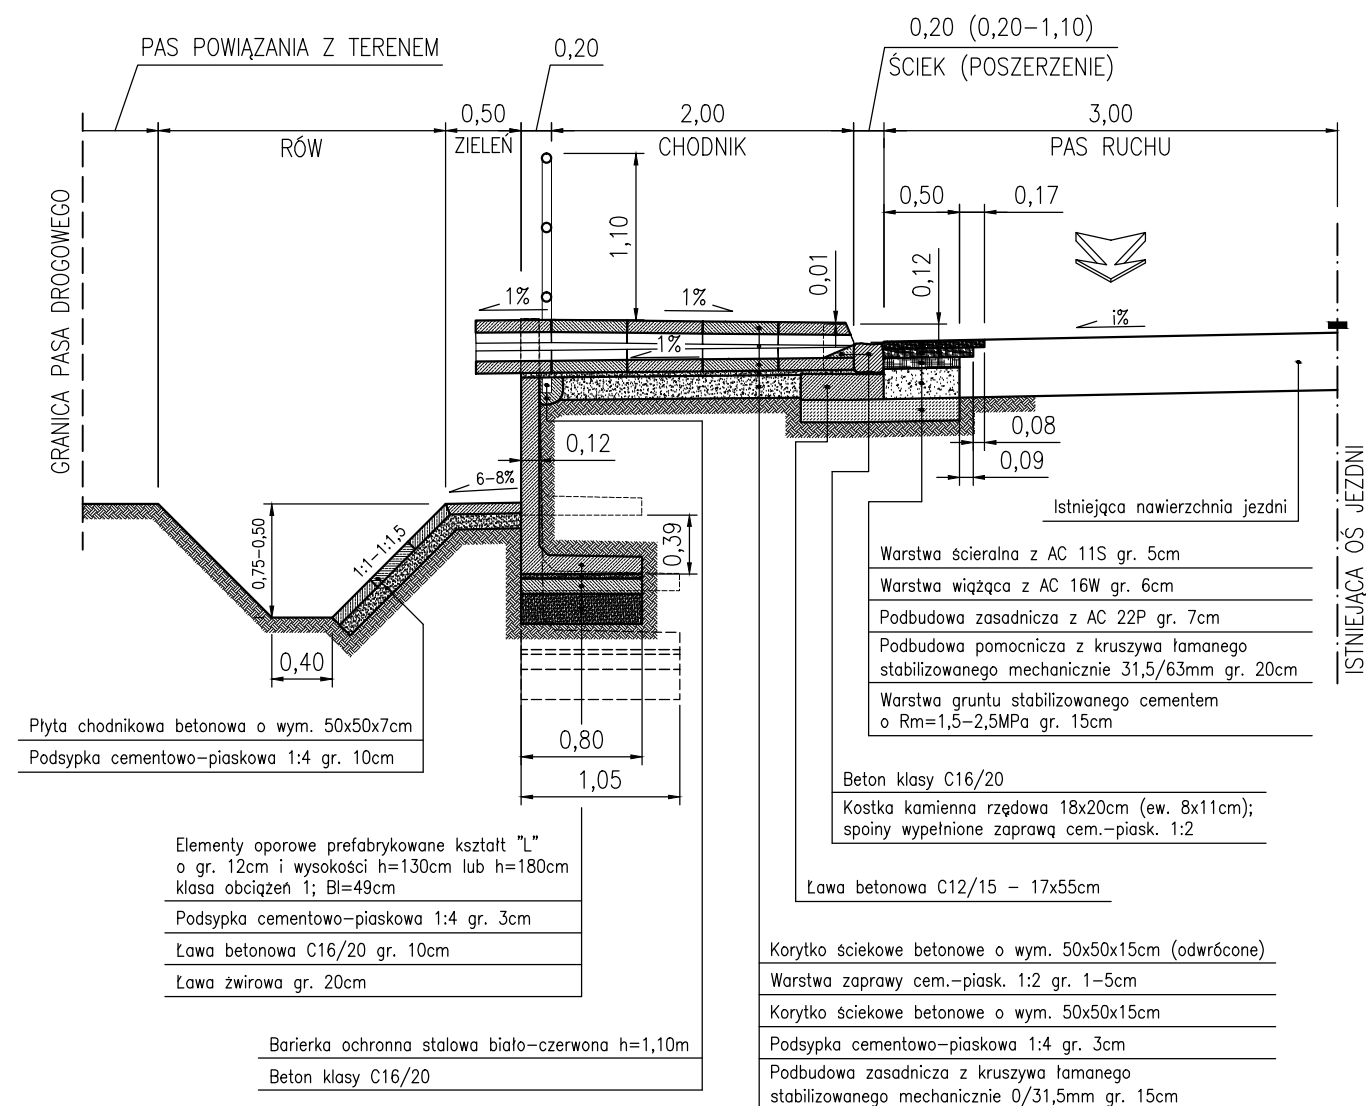 PAS POWIĄZANIA Z TERENEM
0,20
0,20 (0,20-1,10)
ŚCIEK (POSZERZENIE)
0,50
2,00
3,00
RÓW
ZIELEŃ
CHODNIK
PAS RUCHU
GRANICA PASA DROGOWEGO
0,50
0,17
1,10
0,01
0,12
1%
1%
i%
1%
0,12
0,08
0,09
6-8%
0,75-0,50
1:1-1:1,5
0,39
ISTNIEJĄCA OŚ JEZDNI
Istniejąca nawierzchnia jezdni
Warstwa ścieralna z AC 11S gr. 5cm
Warstwa wiążąca z AC 16W gr. 6cm
Podbudowa zasadnicza z AC 22P gr. 7cm
Podbudowa pomocnicza z kruszywa łamanego
stabilizowanego mechanicznie 31,5/63mm gr. 20cm
Warstwa gruntu stabilizowanego cementem
o Rm=1,5-2,5MPa gr. 15cm
0,40
Płyta chodnikowa betonowa o wym. 50x50x7cm
Podsypka cementowo-piaskowa 1:4 gr. 10cm
0,80
1,05
Beton klasy C16/20
Kostka kamienna rzędowa 18x20cm (ew. 8x11cm);
spoiny wypełnione zaprawą cem.-piask. 1:2
Elementy oporowe prefabrykowane kształt "L"
o gr. 12cm i wysokości h=130cm lub h=180cm
klasa obciążeń 1; Bl=49cm
Podsypka cementowo-piaskowa 1:4 gr. 3cm
Ława betonowa C16/20 gr. 10cm
Ława żwirowa gr. 20cm
Ława betonowa C12/15 - 17x55cm
Korytko ściekowe betonowe o wym. 50x50x15cm (odwrócone)
Warstwa zaprawy cem.-piask. 1:2 gr. 1-5cm
Korytko ściekowe betonowe o wym. 50x50x15cm
Podsypka cementowo-piaskowa 1:4 gr. 3cm
Podbudowa zasadnicza z kruszywa łamanego
stabilizowanego mechanicznie 0/31,5mm gr. 15cm
Barierka ochronna stalowa biało-czerwona h=1,10m
Beton klasy C16/20